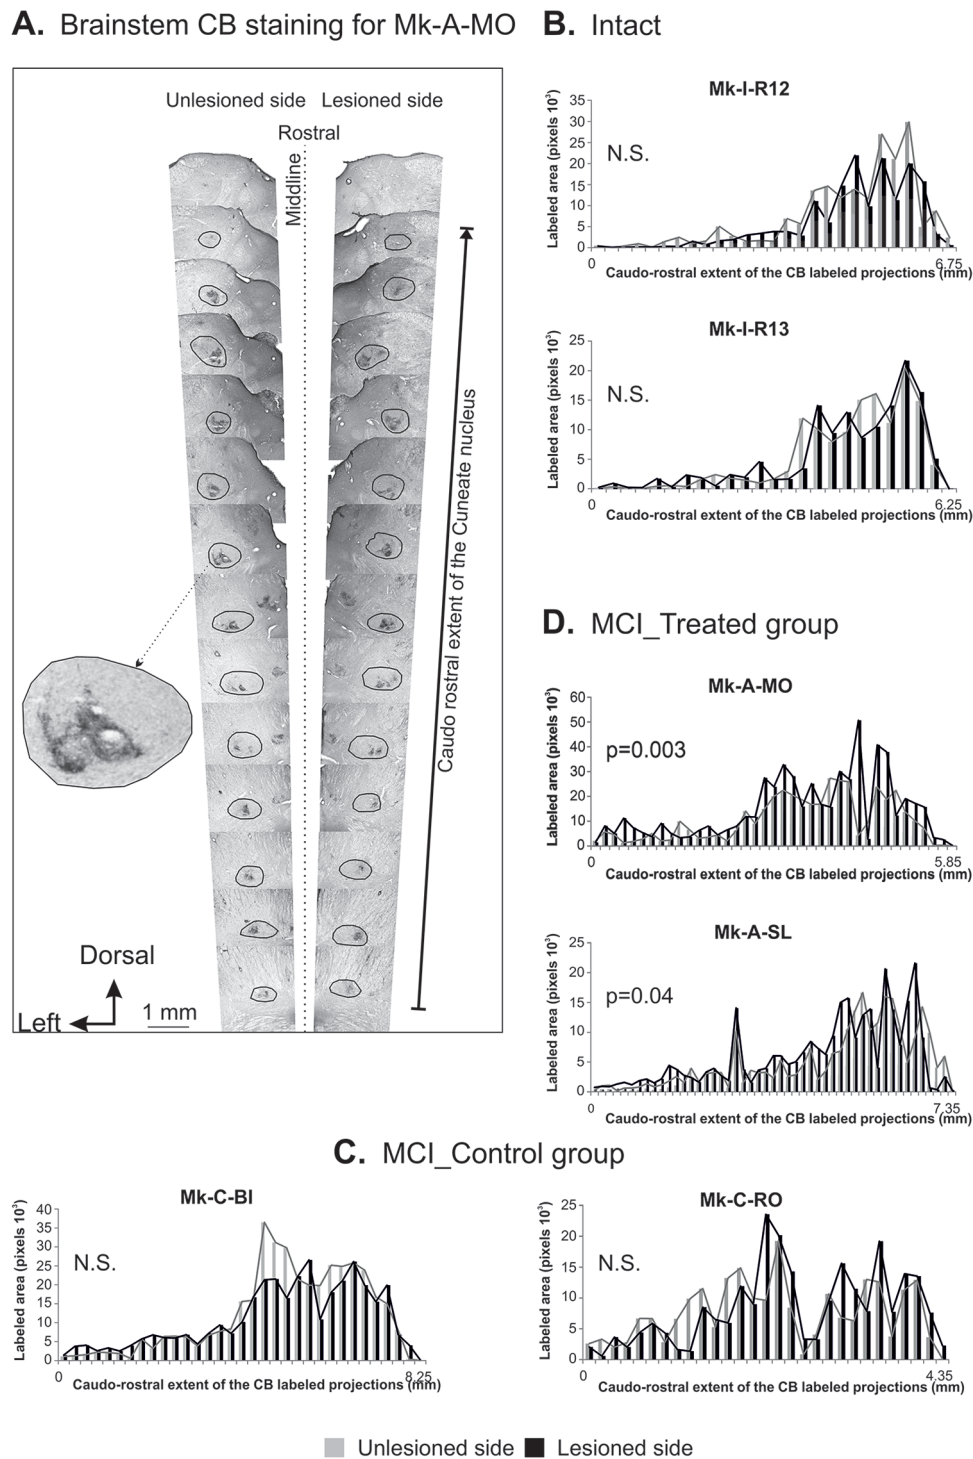 A. Brainstem CB staining for Mk-A-MO
Unlesioned side Lesioned side
Rostral
Middline
Caudo rostral extent of the Cuneate nucleus
Dorsal
Left
1 mm
B. Intact
Mk-I-R12
Labeled area (pixels 10³)
35
30
25
20
15
10
5
0
N.S.
0
6.75
Caudo-rostral extent of the CB labeled projections (mm)
Mk-I-R13
Labeled area (pixels 10³)
25
20
15
10
5
0
N.S.
0
6.25
Caudo-rostral extent of the CB labeled projections (mm)
D. MCI_Treated group
Mk-A-MO
Labeled area (pixels 10³)
60
50
40
30
20
10
0
p=0.003
0
5.85
Caudo-rostral extent of the CB labeled projections (mm)
Mk-A-SL
Labeled area (pixels 10³)
25
20
15
10
5
0
p=0.04
0
7.35
Caudo-rostral extent of the CB labeled projections (mm)
C. MCI_Control group
Mk-C-BI
Labeled area (pixels 10³)
40
35
30
25
20
15
10
5
0
N.S.
0
8.25
Caudo-rostral extent of the CB labeled projections (mm)
Mk-C-RO
Labeled area (pixels 10³)
25
20
15
10
5
0
N.S.
0
4.35
Caudo-rostral extent of the CB labeled projections (mm)
Unlesioned side Lesioned side